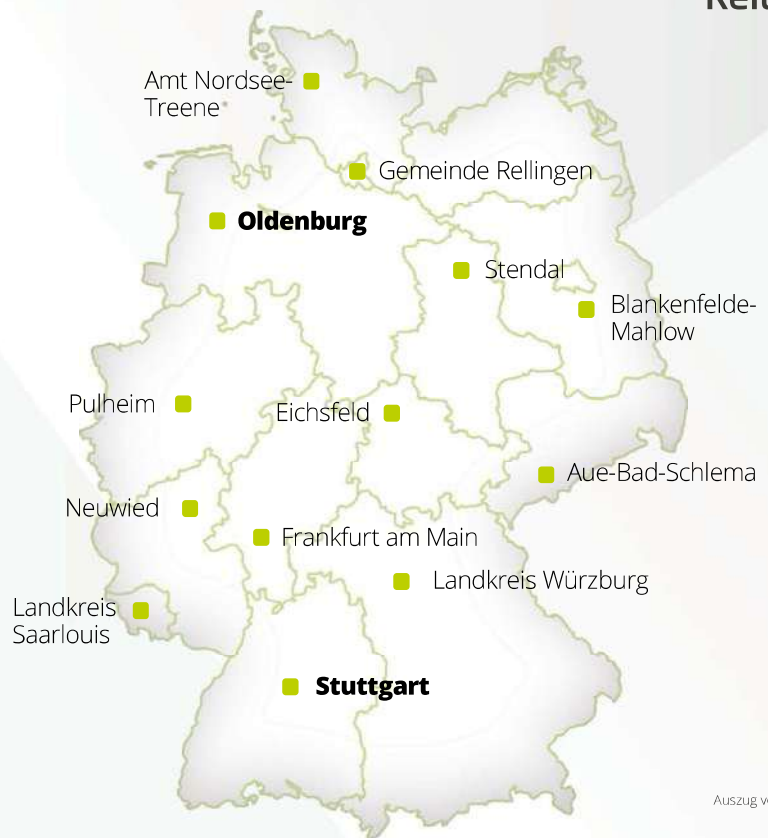 Amt Nordsee-
Treene
Gemeinde Rellingen
Oldenburg
Stendal
Blankenfelde-
Mahlow
Pulheim
Eichsfeld
Aue-Bad-Schlema
Neuwied
Frankfurt am Main
Landkreis Würzburg
Landkreis
Saarlouis
Stuttgart
Auszug